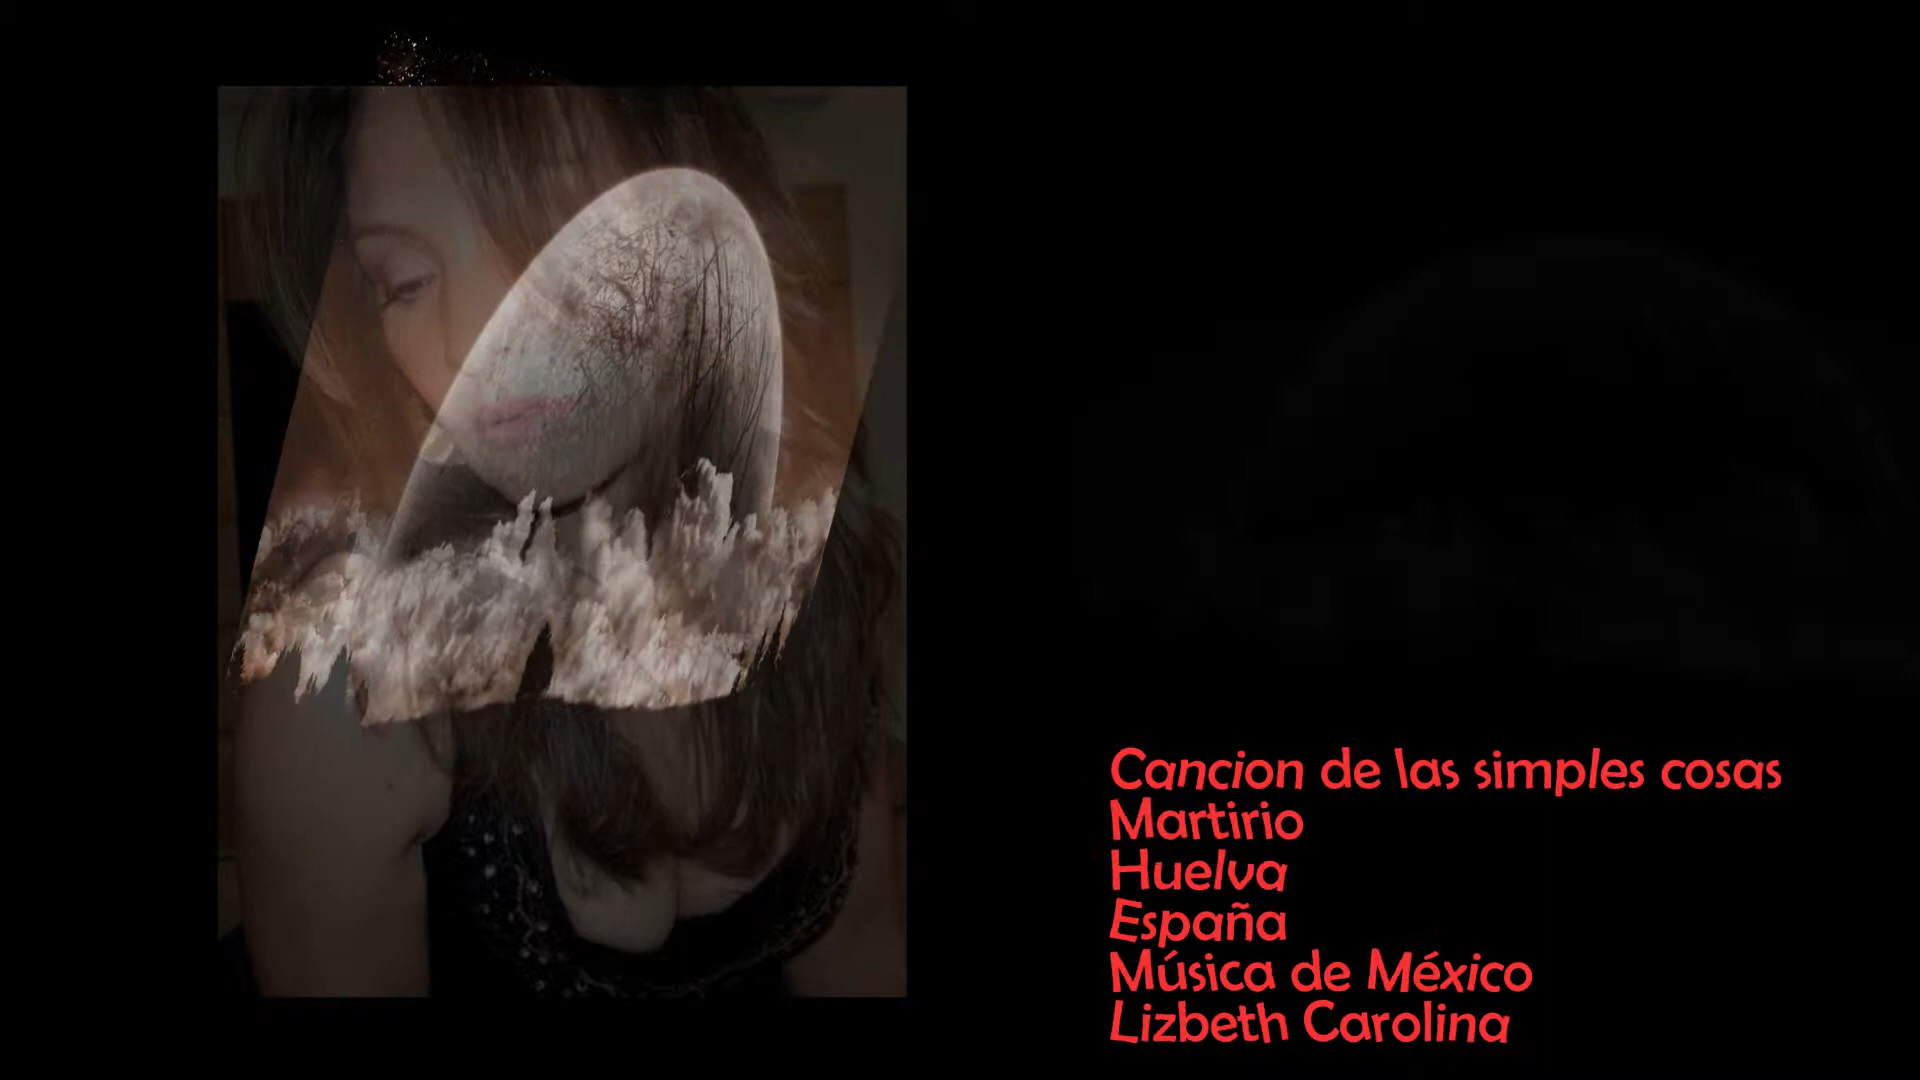 Cancion de las simples cosas
Martirio
Huelva
España
Música de México
Lizbeth Carolina